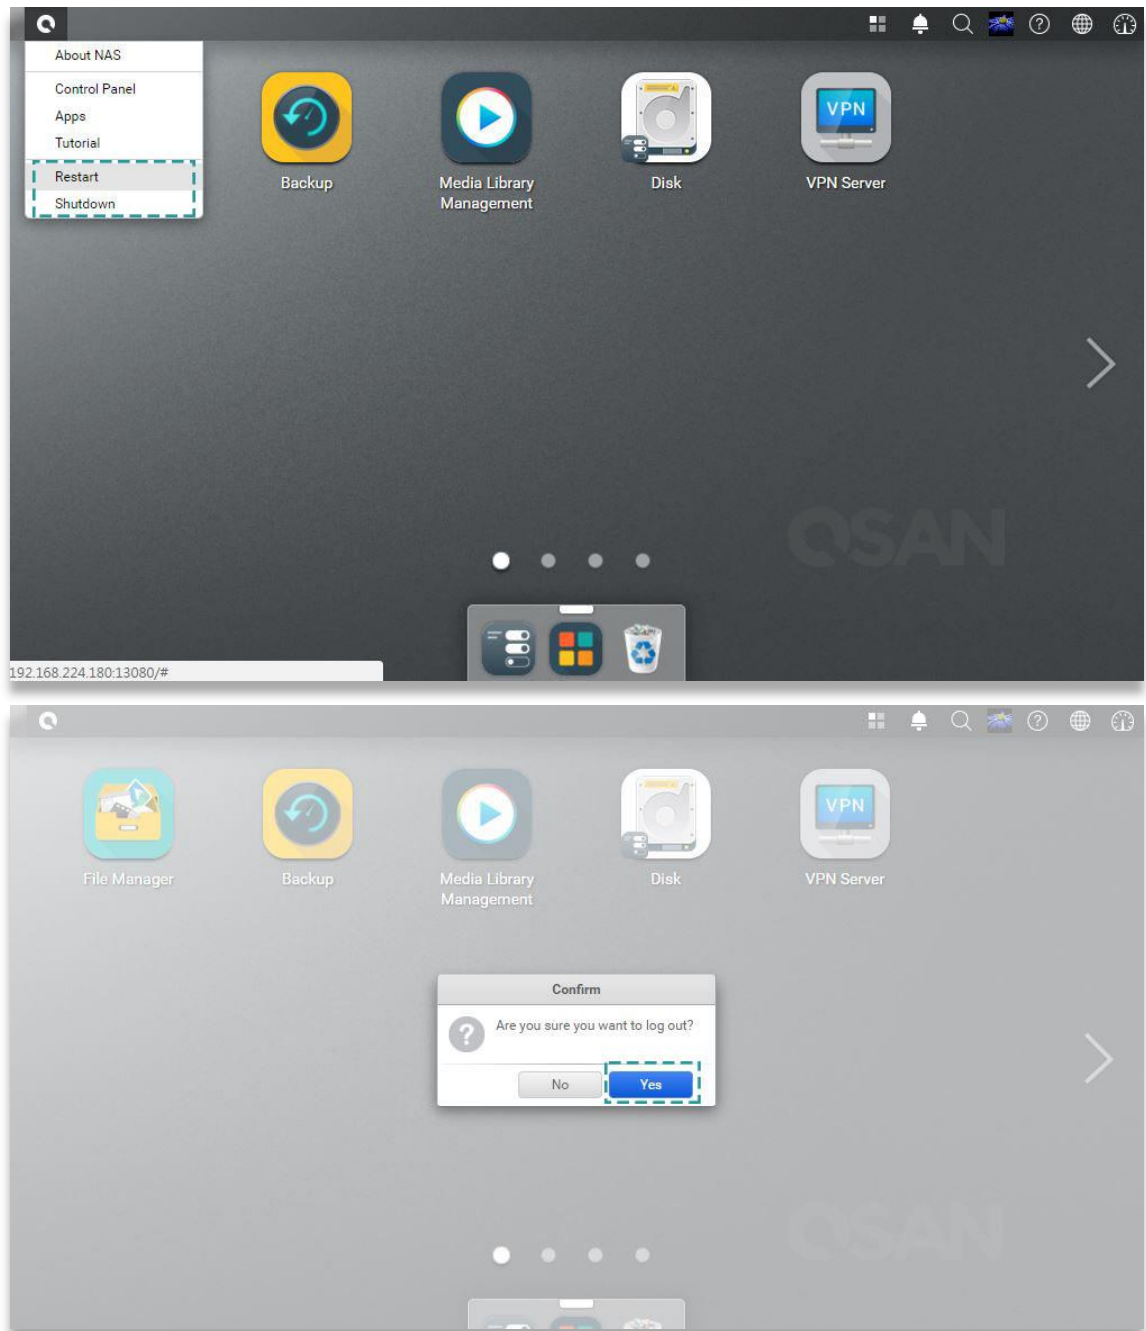 About NAS
Control Panel
Apps
Tutorial
Restart
Shutdown
Backup
Media Library
Management
Disk
VPN
VPN Server
QSAN
192.168.224.180:13080/#
File Manager
Backup
Media Library
Management
Disk
VPN
VPN Server
Confirm
Are you sure you want to log out?
No
Yes
QSAN